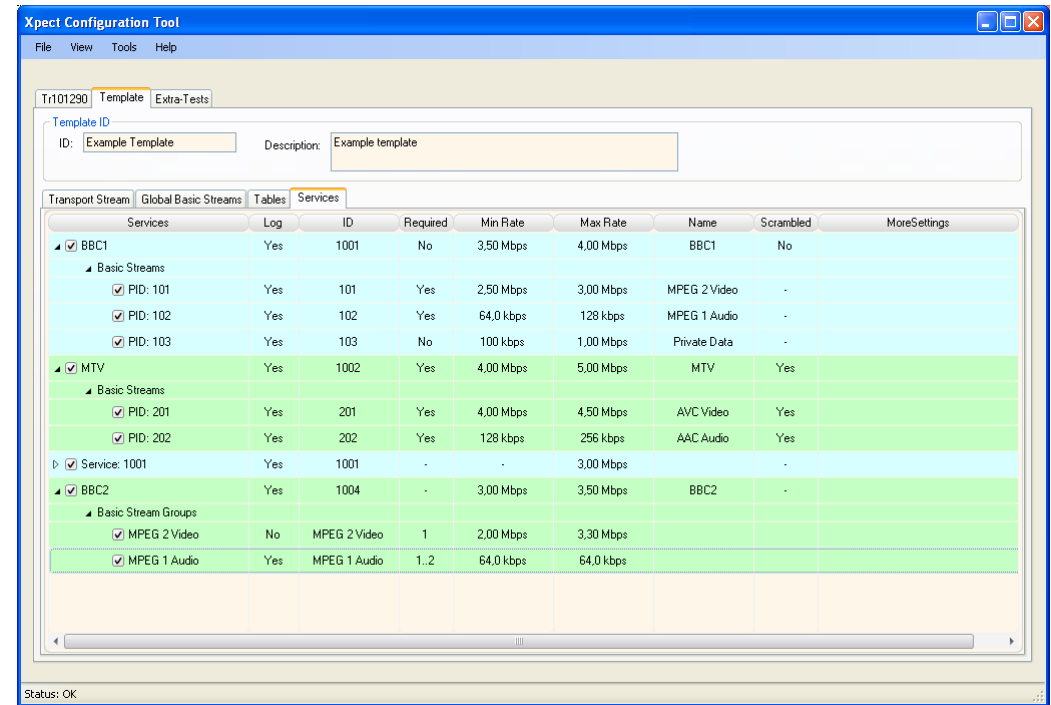 Xpect Configuration Tool
File View Tools Help
Tr101290 Template Extra-Tests
Template ID
ID: Example Template Description: Example template
Transport Stream Global Basic Streams Tables Services
Services Log ID Required Min Rate Max Rate Name Scrambled MoreSettings
BBC1 Yes 1001 No 3,50 Mbps 4,00 Mbps BBC1 No
Basic Streams
PID: 101 Yes 101 Yes 2,50 Mbps 3,00 Mbps MPEG 2 Video -
PID: 102 Yes 102 Yes 64,0 kbps 128 kbps MPEG 1 Audio -
PID: 103 Yes 103 No 100 kbps 1,00 Mbps Private Data -
MTV Yes 1002 Yes 4,00 Mbps 5,00 Mbps MTV Yes
Basic Streams
PID: 201 Yes 201 Yes 4,00 Mbps 4,50 Mbps AVC Video Yes
PID: 202 Yes 202 Yes 128 kbps 256 kbps AAC Audio Yes
Service: 1001 Yes 1001 - - 3,00 Mbps -
BBC2 Yes 1004 - 3,00 Mbps 3,50 Mbps BBC2 -
Basic Stream Groups
MPEG 2 Video No MPEG 2 Video 1 2,00 Mbps 3,30 Mbps
MPEG 1 Audio Yes MPEG 1 Audio 1..2 64,0 kbps 64,0 kbps
Status: OK